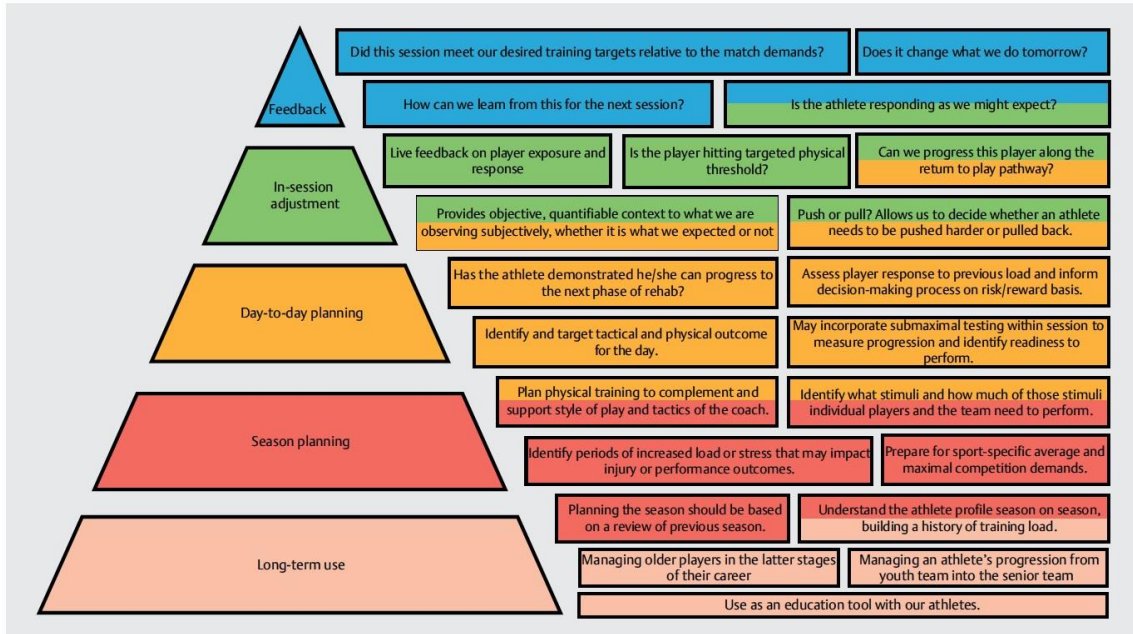 Did this session meet our desired training targets relative to the match demands?
Does it change what we do tomorrow?
Feedback
How can we learn from this for the next session?
Is the athlete responding as we might expect?
Live feedback on player exposure and
response
Is the player hitting targeted physical
threshold?
Can we progress this player along the
return to play pathway?
In-session
adjustment
Provides objective, quantifiable context to what we are
observing subjectively, whether it is what we expected or not
Push or pull? Allows us to decide whether an athlete
needs to be pushed harder or pulled back.
Has the athlete demonstrated he/she can progress to
the next phase of rehab?
Assess player response to previous load and inform
decision-making process on risk/reward basis.
Day-to-day planning
Identify and target tactical and physical outcome
for the day.
May incorporate submaximal testing within session to
measure progression and identify readiness to
perform.
Plan physical training to complement and
support style of play and tactics of the coach.
Identify what stimuli and how much of those stimuli
individual players and the team need to perform.
Season planning
Identify periods of increased load or stress that may impact
injury or performance outcomes.
Prepare for sport-specific average and
maximal competition demands.
Planning the season should be based
on a review of previous season.
Understand the athlete profile season on season,
building a history of training load.
Long-term use
Managing older players in the latter stages
of their career
Managing an athlete's progression from
youth team into the senior team
Use as an education tool with our athletes.